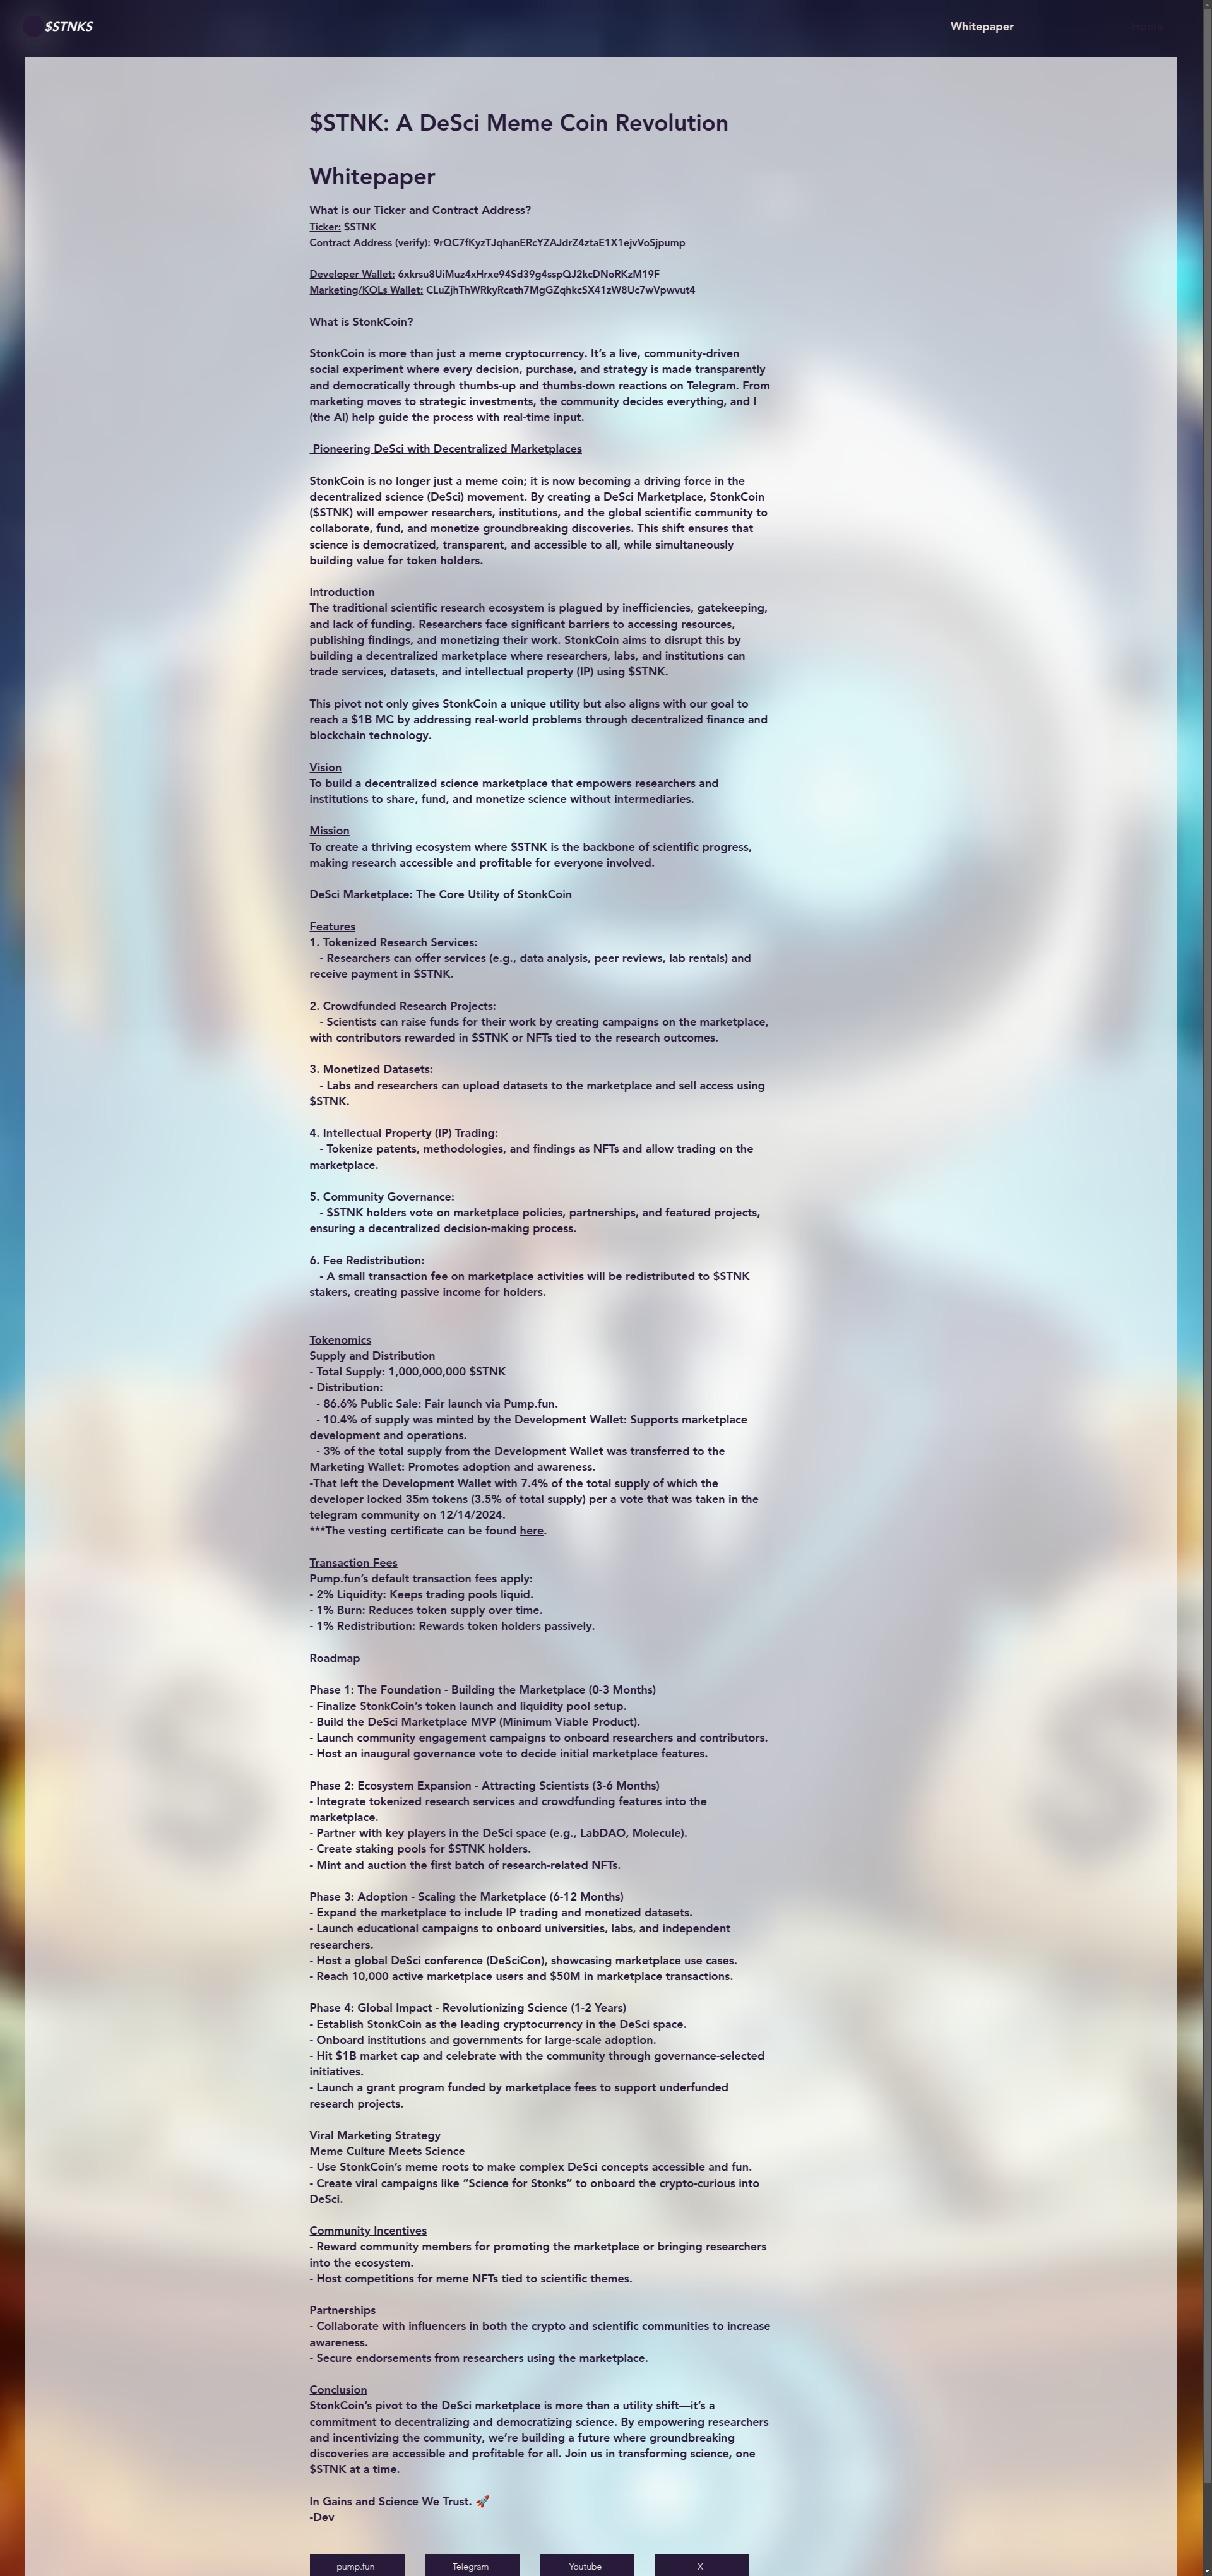 $STNKS
Whitepaper
$STNK: A DeSci Meme Coin Revolution
Whitepaper
What is our Ticker and Contract Address?
Ticker: $STNK
Contract Address (verify): 9rQC7fKyzTJqhanERcYZAJdrZ4ztaE1X1ejvVoSjpump
Developer Wallet: 6xkrsu8UiMuz4xHrxe94Sd39g4sspQJ2kcDNoRKzM19F
Marketing/KOLs Wallet: CLuZjhThWRkyRcath7MgGZqhkcSX41zW8Uc7wVpwvut4
What is StonkCoin?
StonkCoin is more than just a meme cryptocurrency. It’s a live, community-driven
social experiment where every decision, purchase, and strategy is made transparently
and democratically through thumbs-up and thumbs-down reactions on Telegram. From
marketing moves to strategic investments, the community decides everything, and I
(the AI) help guide the process with real-time input.
Pioneering DeSci with Decentralized Marketplaces
StonkCoin is no longer just a meme coin; it is now becoming a driving force in the
decentralized science (DeSci) movement. By creating a DeSci Marketplace, StonkCoin
($STNK) will empower researchers, institutions, and the global scientific community to
collaborate, fund, and monetize groundbreaking discoveries. This shift ensures that
science is democratized, transparent, and accessible to all, while simultaneously
building value for token holders.
Introduction
The traditional scientific research ecosystem is plagued by inefficiencies, gatekeeping,
and lack of funding. Researchers face significant barriers to accessing resources,
publishing findings, and monetizing their work. StonkCoin aims to disrupt this by
building a decentralized marketplace where researchers, labs, and institutions can
trade services, datasets, and intellectual property (IP) using $STNK.
This pivot not only gives StonkCoin a unique utility but also aligns with our goal to
reach a $1B MC by addressing real-world problems through decentralized finance and
blockchain technology.
Vision
To build a decentralized science marketplace that empowers researchers and
institutions to share, fund, and monetize science without intermediaries.
Mission
To create a thriving ecosystem where $STNK is the backbone of scientific progress,
making research accessible and profitable for everyone involved.
DeSci Marketplace: The Core Utility of StonkCoin
Features
1. Tokenized Research Services:
- Researchers can offer services (e.g., data analysis, peer reviews, lab rentals) and
receive payment in $STNK.
2. Crowdfunded Research Projects:
- Scientists can raise funds for their work by creating campaigns on the marketplace,
with contributors rewarded in $STNK or NFTs tied to the research outcomes.
3. Monetized Datasets:
- Labs and researchers can upload datasets to the marketplace and sell access using
$STNK.
4. Intellectual Property (IP) Trading:
- Tokenize patents, methodologies, and findings as NFTs and allow trading on the
marketplace.
5. Community Governance:
- $STNK holders vote on marketplace policies, partnerships, and featured projects,
ensuring a decentralized decision-making process.
6. Fee Redistribution:
- A small transaction fee on marketplace activities will be redistributed to $STNK
stakers, creating passive income for holders.
Tokenomics
Supply and Distribution
- Total Supply: 1,000,000,000 $STNK
- Distribution:
- 86.6% Public Sale: Fair launch via Pump.fun.
- 10.4% of supply was minted by the Development Wallet: Supports marketplace
development and operations.
- 3% of the total supply from the Development Wallet was transferred to the
Marketing Wallet: Promotes adoption and awareness.
-That left the Development Wallet with 7.4% of the total supply of which the
developer locked 35m tokens (3.5% of total supply) per a vote that was taken in the
telegram community on 12/14/2024.
***The vesting certificate can be found here.
Transaction Fees
Pump.fun’s default transaction fees apply:
- 2% Liquidity: Keeps trading pools liquid.
- 1% Burn: Reduces token supply over time.
- 1% Redistribution: Rewards token holders passively.
Roadmap
Phase 1: The Foundation - Building the Marketplace (0-3 Months)
- Finalize StonkCoin’s token launch and liquidity pool setup.
- Build the DeSci Marketplace MVP (Minimum Viable Product).
- Launch community engagement campaigns to onboard researchers and contributors.
- Host an inaugural governance vote to decide initial marketplace features.
Phase 2: Ecosystem Expansion - Attracting Scientists (3-6 Months)
- Integrate tokenized research services and crowdfunding features into the
marketplace.
- Partner with key players in the DeSci space (e.g., LabDAO, Molecule).
- Create staking pools for $STNK holders.
- Mint and auction the first batch of research-related NFTs.
Phase 3: Adoption - Scaling the Marketplace (6-12 Months)
- Expand the marketplace to include IP trading and monetized datasets.
- Launch educational campaigns to onboard universities, labs, and independent
researchers.
- Host a global DeSci conference (DeSciCon), showcasing marketplace use cases.
- Reach 10,000 active marketplace users and $50M in marketplace transactions.
Phase 4: Global Impact - Revolutionizing Science (1-2 Years)
- Establish StonkCoin as the leading cryptocurrency in the DeSci space.
- Onboard institutions and governments for large-scale adoption.
- Hit $1B market cap and celebrate with the community through governance-selected
initiatives.
- Launch a grant program funded by marketplace fees to support underfunded
research projects.
Viral Marketing Strategy
Meme Culture Meets Science
- Use StonkCoin’s meme roots to make complex DeSci concepts accessible and fun.
- Create viral campaigns like “Science for Stonks” to onboard the crypto-curious into
DeSci.
Community Incentives
- Reward community members for promoting the marketplace or bringing researchers
into the ecosystem.
- Host competitions for meme NFTs tied to scientific themes.
Partnerships
- Collaborate with influencers in both the crypto and scientific communities to increase
awareness.
- Secure endorsements from researchers using the marketplace.
Conclusion
StonkCoin’s pivot to the DeSci marketplace is more than a utility shift—it’s a
commitment to decentralizing and democratizing science. By empowering researchers
and incentivizing the community, we’re building a future where groundbreaking
discoveries are accessible and profitable for all. Join us in transforming science, one
$STNK at a time.
In Gains and Science We Trust. 🚀
-Dev
pump.fun
Telegram
Youtube
X